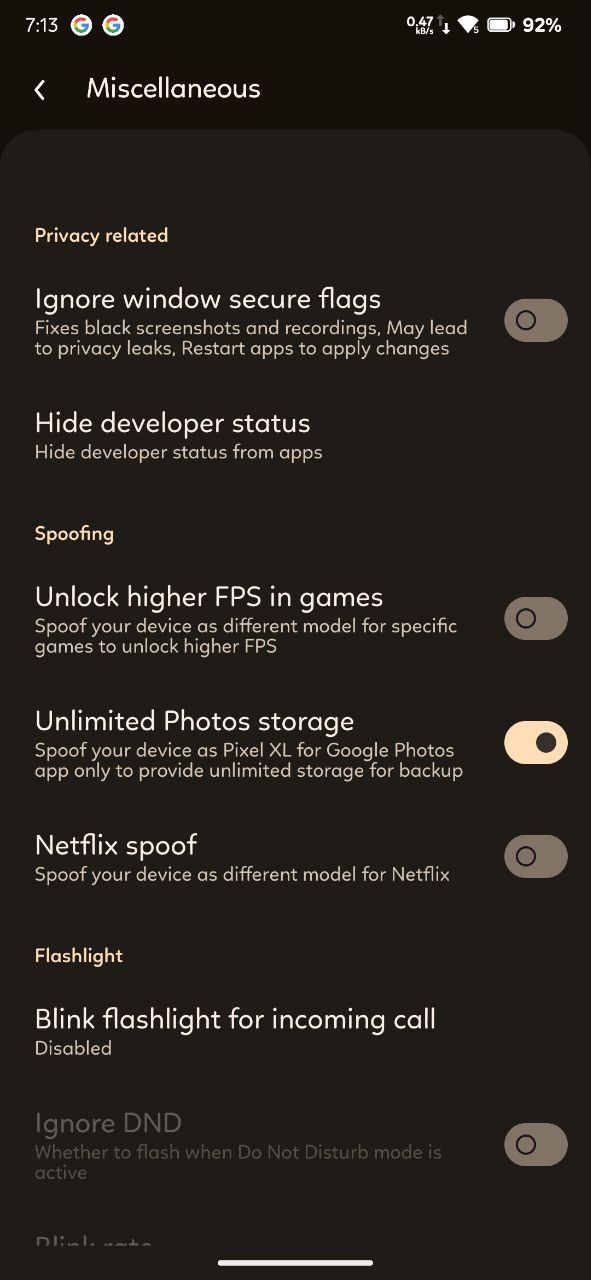 7:13
0.47
kB/s
5
92%
Miscellaneous
Privacy related
Ignore window secure flags
Fixes black screenshots and recordings, May lead
to privacy leaks, Restart apps to apply changes
Hide developer status
Hide developer status from apps
Spoofing
Unlock higher FPS in games
Spoof your device as different model for specific
games to unlock higher FPS
Unlimited Photos storage
Spoof your device as Pixel XL for Google Photos
app only to provide unlimited storage for backup
Netflix spoof
Spoof your device as different model for Netflix
Flashlight
Blink flashlight for incoming call
Disabled
Ignore DND
Whether to flash when Do Not Disturb mode is
active
Blink rate